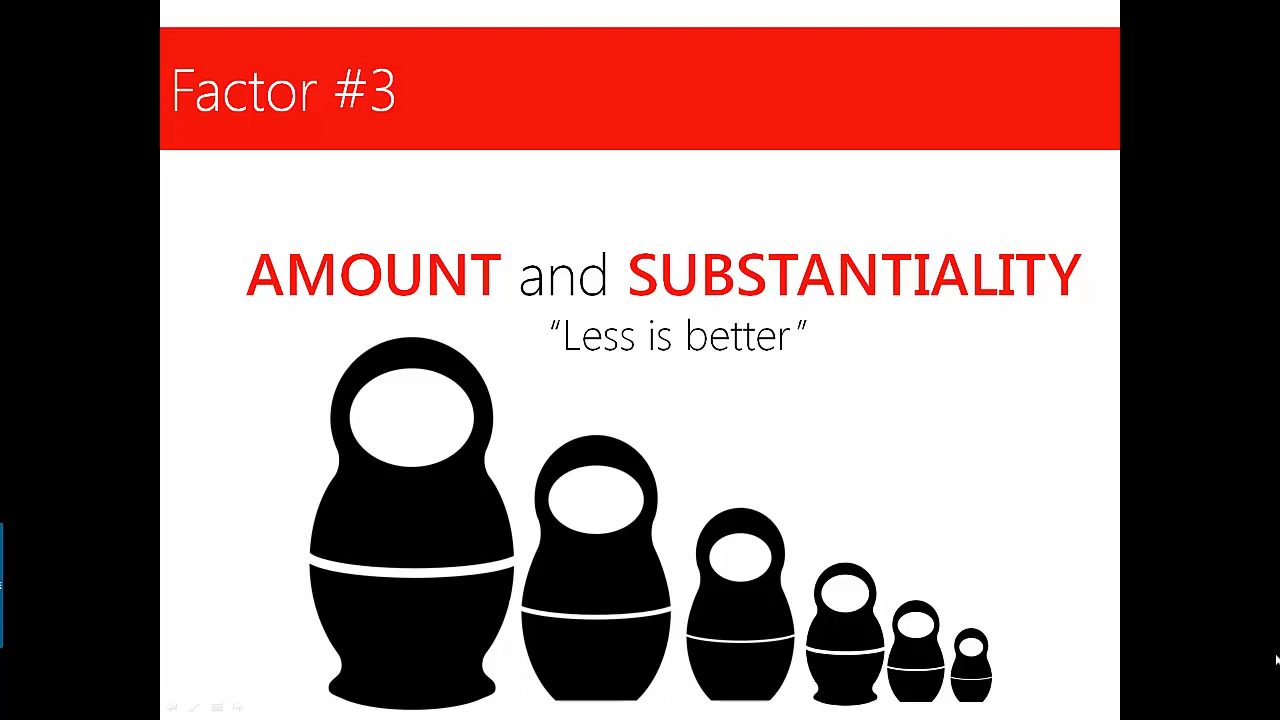 Factor #3
AMOUNT and SUBSTANTIALITY
“Less is better”